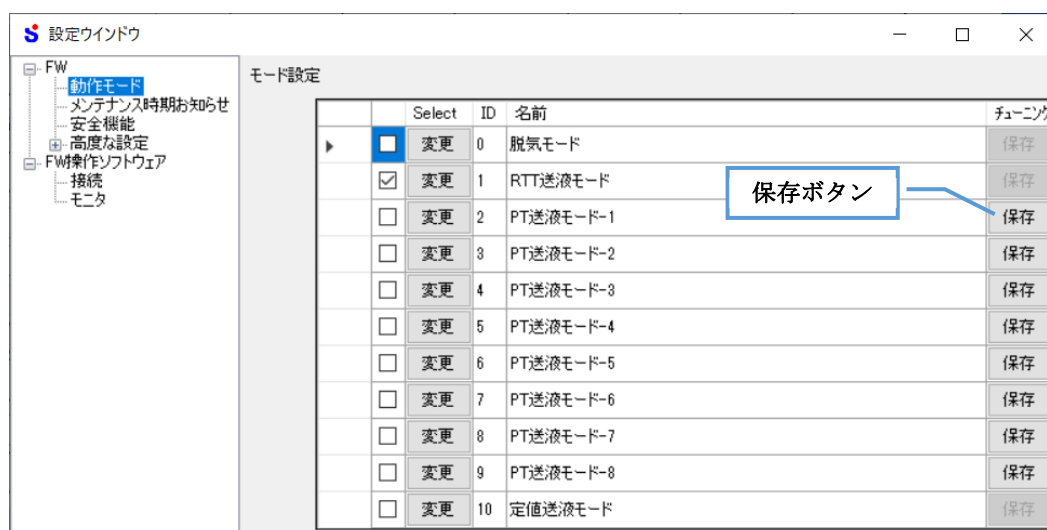 設定ウインドウ
FW
動作モード
メンテナンス時期お知らせ
安全機能
高度な設定
FW操作ソフトウェア
接続
モニタ
モード設定
Select ID 名前 チューニング
変更 0 脱気モード 保存
変更 1 RTT送液モード 保存
保存ボタン
変更 2 PT送液モード-1 保存
変更 3 PT送液モード-2 保存
変更 4 PT送液モード-3 保存
変更 5 PT送液モード-4 保存
変更 6 PT送液モード-5 保存
変更 7 PT送液モード-6 保存
変更 8 PT送液モード-7 保存
変更 9 PT送液モード-8 保存
変更 10 定値送液モード 保存